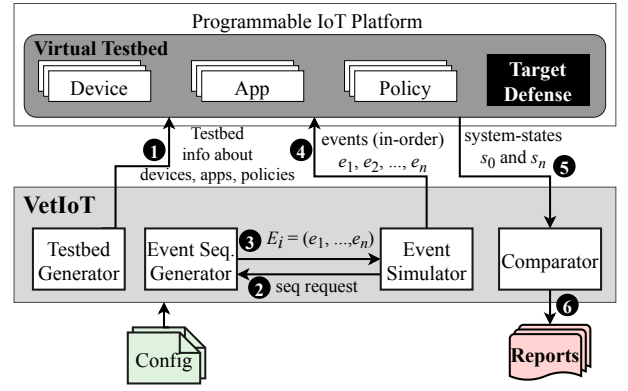 Programmable IoT Platform
Virtual Testbed
Device
App
Policy
Target
Defense
1
Testbed
info about
devices, apps, policies
4
events (in-order)
e1, e2, ..., en
system-states
s0 and sn
5
VetIoT
Testbed
Generator
Event Seq.
Generator
3
Ei = (e1, ...,en)
2
seq request
Event
Simulator
Comparator
6
Config
Reports